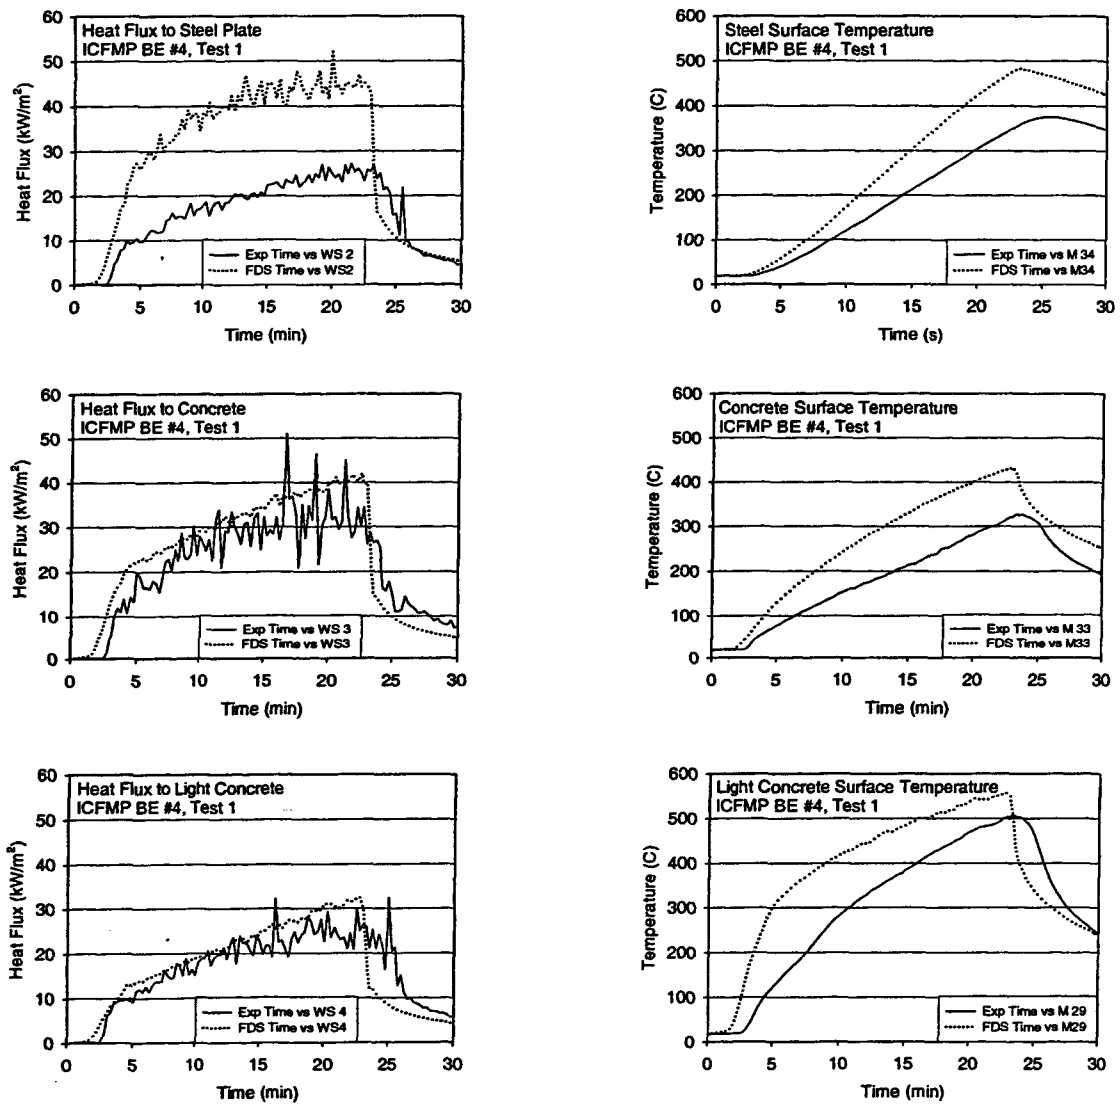 Heat Flux to Steel Plate
ICFMP BE #4, Test 1
Heat Flux (kW/m²)
60
50
40
30
20
10
0
Exp Time vs WS 2
FDS Time vs WS2
0 5 10 15 20 25 30
Time (min)
Steel Surface Temperature
ICFMP BE #4, Test 1
Temperature (C)
600
500
400
300
200
100
0
Exp Time vs M 34
FDS Time vs M34
0 5 10 15 20 25 30
Time (s)
Heat Flux to Concrete
ICFMP BE #4, Test 1
Heat Flux (kW/m²)
60
50
40
30
20
10
0
Exp Time vs WS 3
FDS Time vs WS3
0 5 10 15 20 25 30
Time (min)
Concrete Surface Temperature
ICFMP BE #4, Test 1
Temperature (C)
600
500
400
300
200
100
0
Exp Time vs M 33
FDS Time vs M33
0 5 10 15 20 25 30
Time (min)
Heat Flux to Light Concrete
ICFMP BE #4, Test 1
Heat Flux (kW/m²)
60
50
40
30
20
10
0
Exp Time vs WS 4
FDS Time vs WS4
0 5 10 15 20 25 30
Time (min)
Light Concrete Surface Temperature
ICFMP BE #4, Test 1
Temperature (C)
600
500
400
300
200
100
0
Exp Time vs M 29
FDS Time vs M29
0 5 10 15 20 25 30
Time (min)